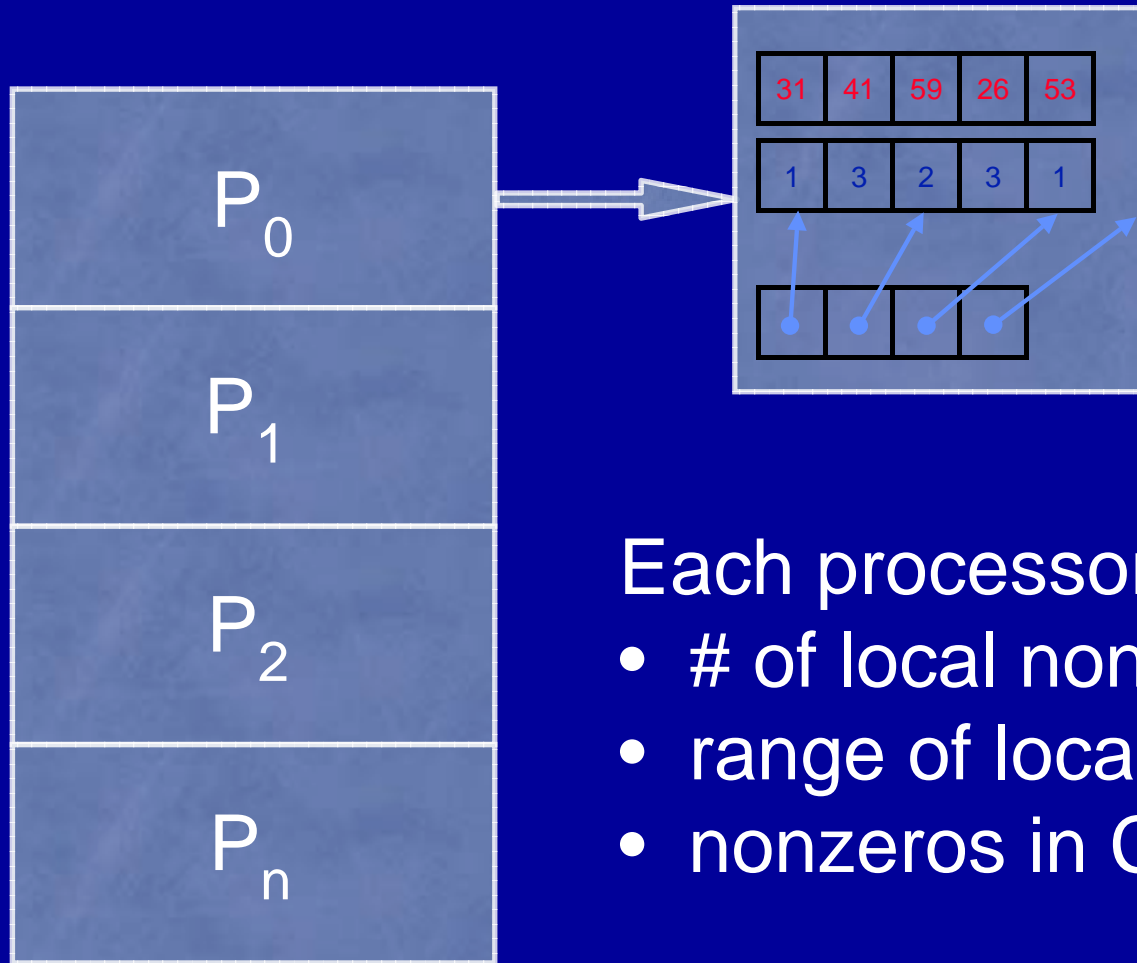 P0
P1
P2
Pn
31 41 59 26 53
1 3 2 3 1
Each processor
• # of local non
• range of loca
• nonzeros in C